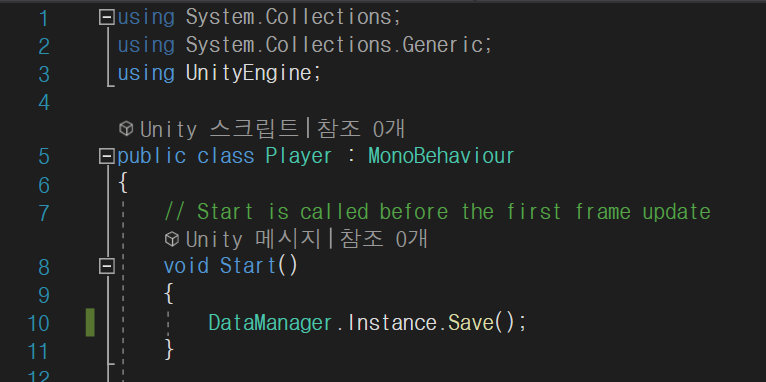 1 using System.Collections;
2 using System.Collections.Generic;
3 using UnityEngine;
4
Unity 스크립트|참조 0개
5 public class Player : MonoBehaviour
6 {
7 // Start is called before the first frame update
Unity 메시지|참조 0개
8 void Start()
9 {
10 DataManager.Instance.Save();
11 }
12